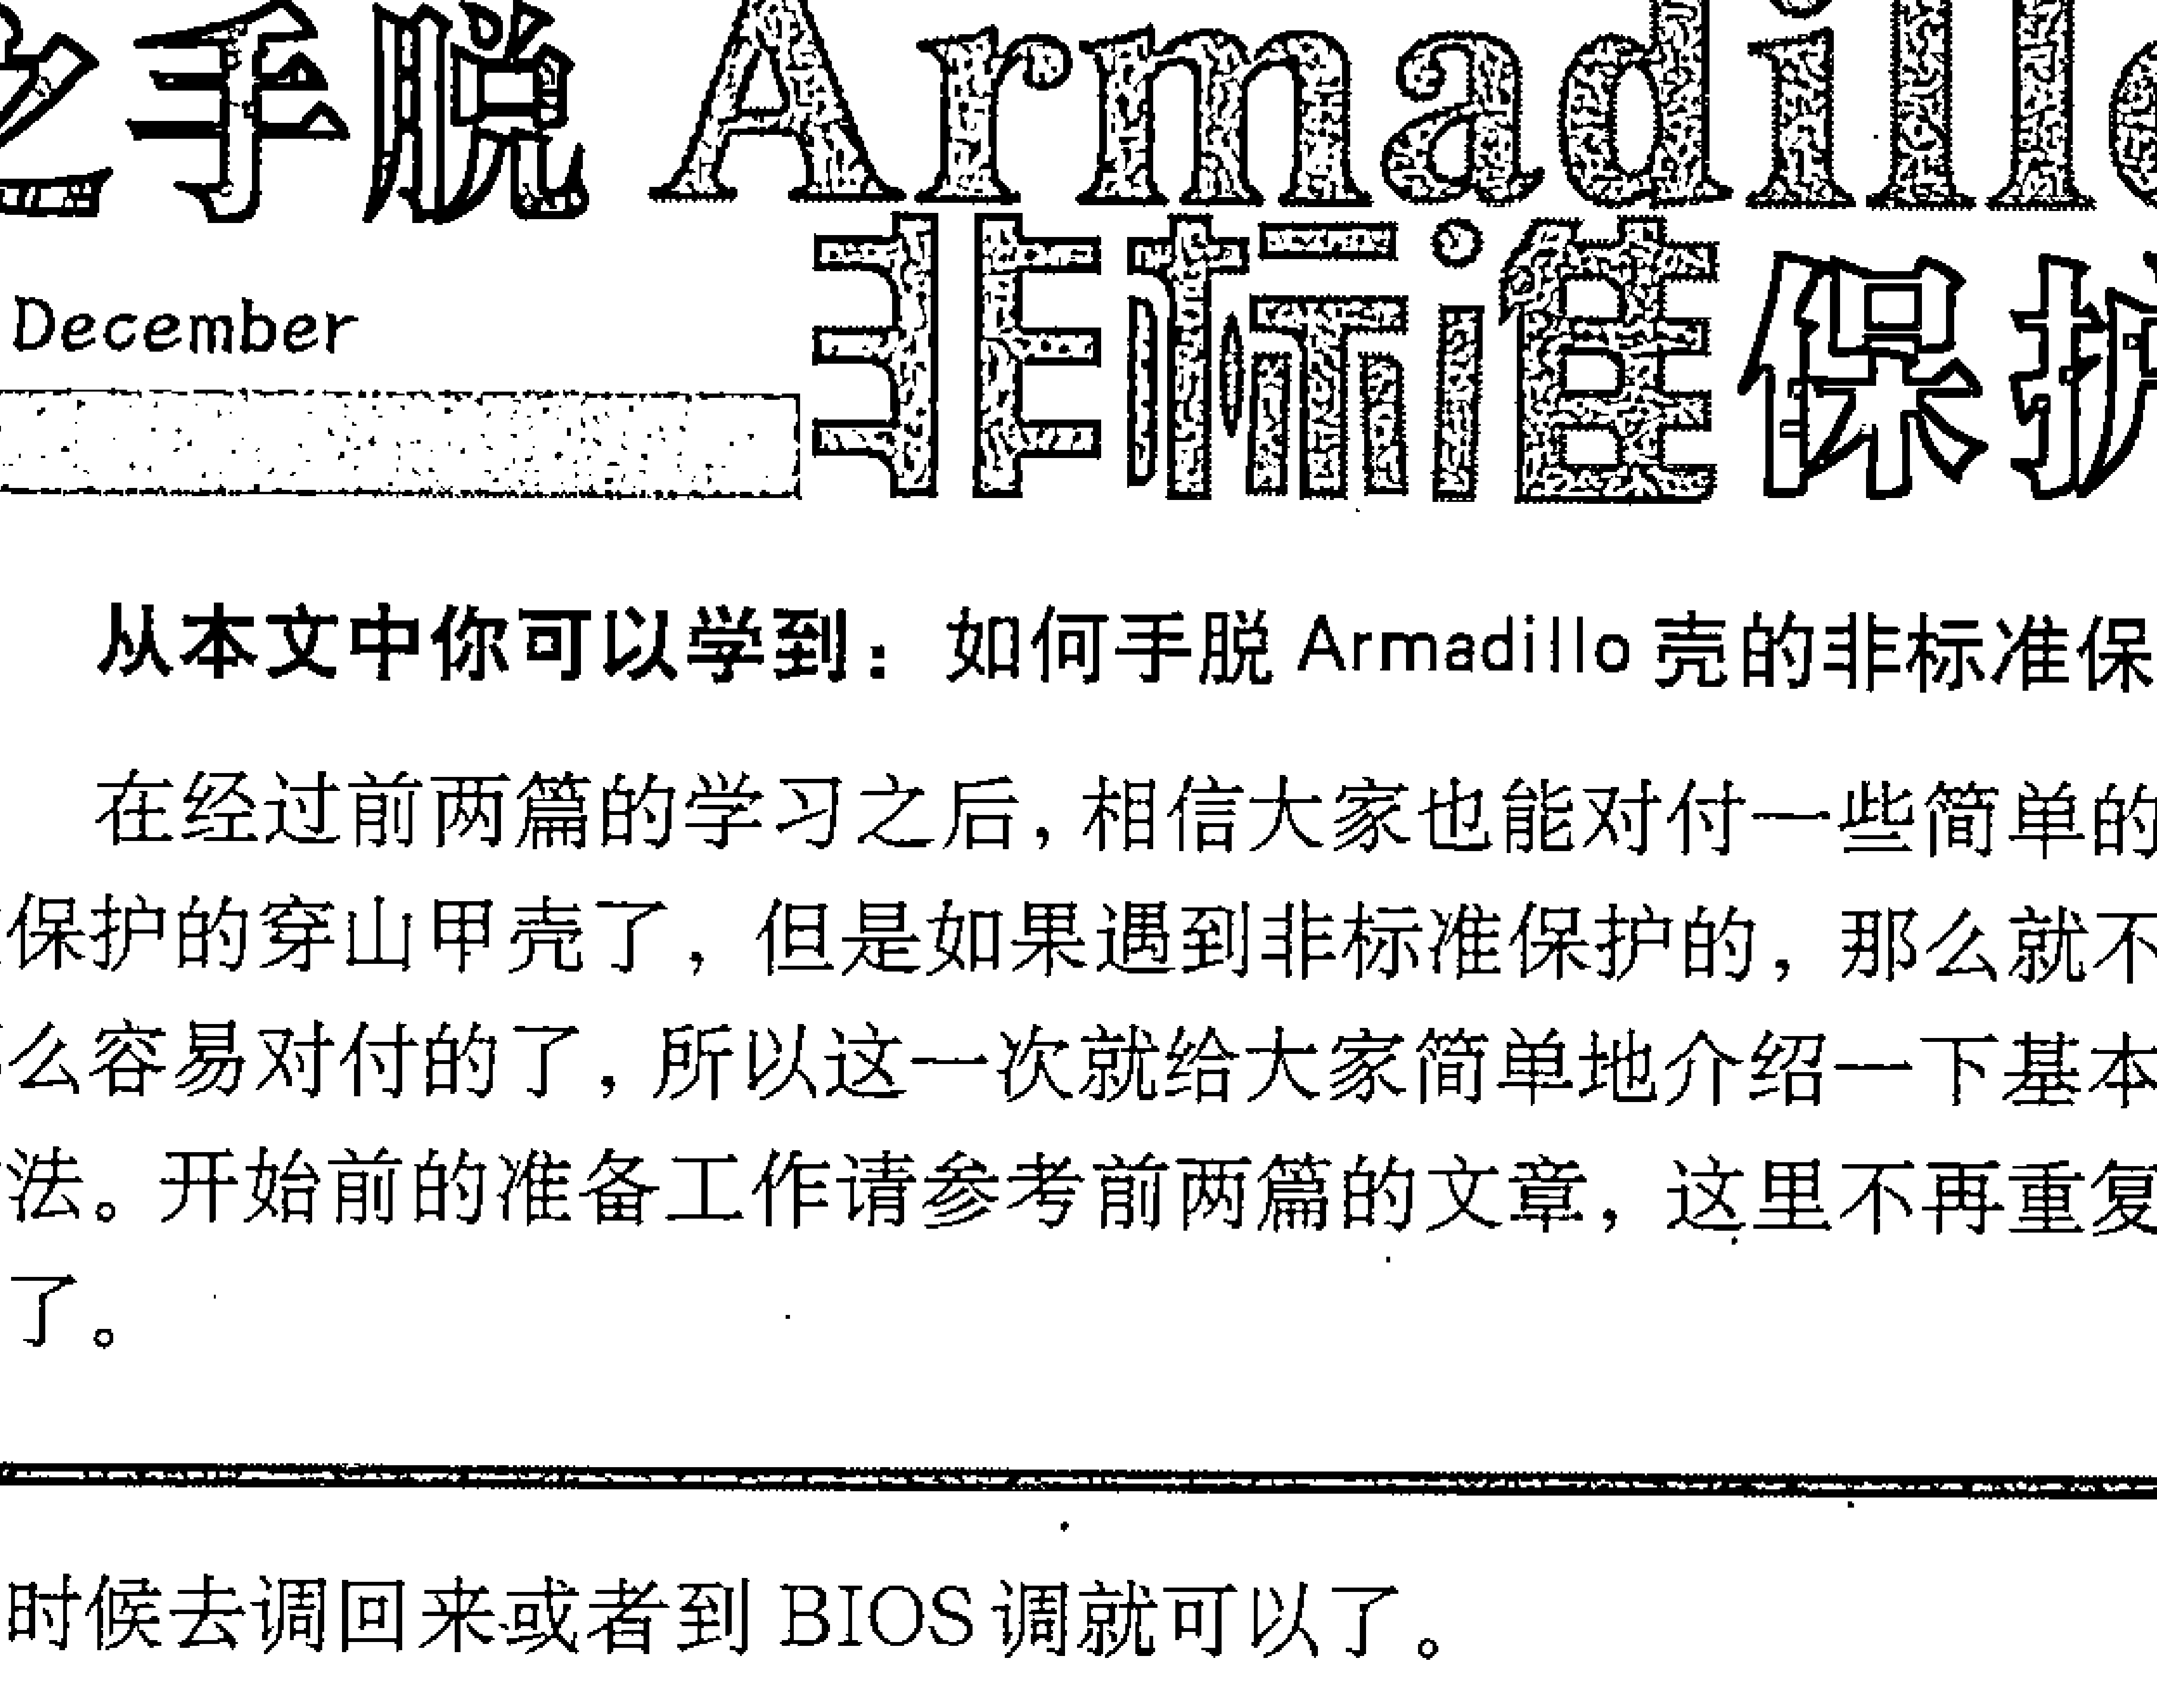 之手脱 Armadillo
非标准保护
December
从本文中你可以学到：如何手脱 Armadillo 壳的非标准保
在经过前两篇的学习之后，相信大家也能对付一些简单的
保护的穿山甲壳了，但是如果遇到非标准保护的，那么就不
么容易对付的了，所以这一次就给大家简单地介绍一下基本
法。开始前的准备工作请参考前两篇的文章，这里不再重复
了。
时候去调回来或者到 BIOS 调就可以了。